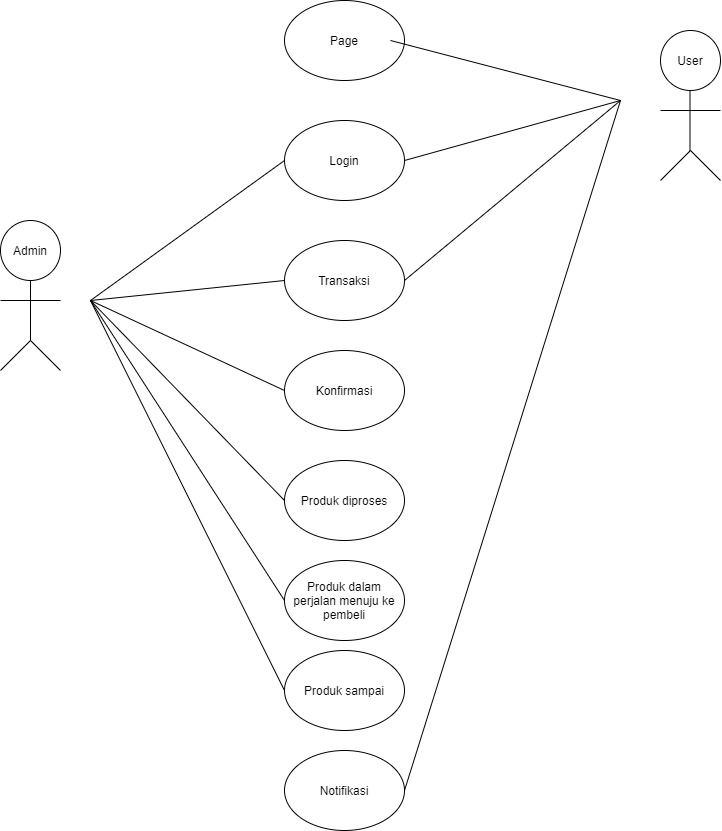 Page
User
Login
Admin
Transaksi
Konfirmasi
Produk diproses
Produk dalam
perjalan menuju ke
pembeli
Produk sampai
Notifikasi